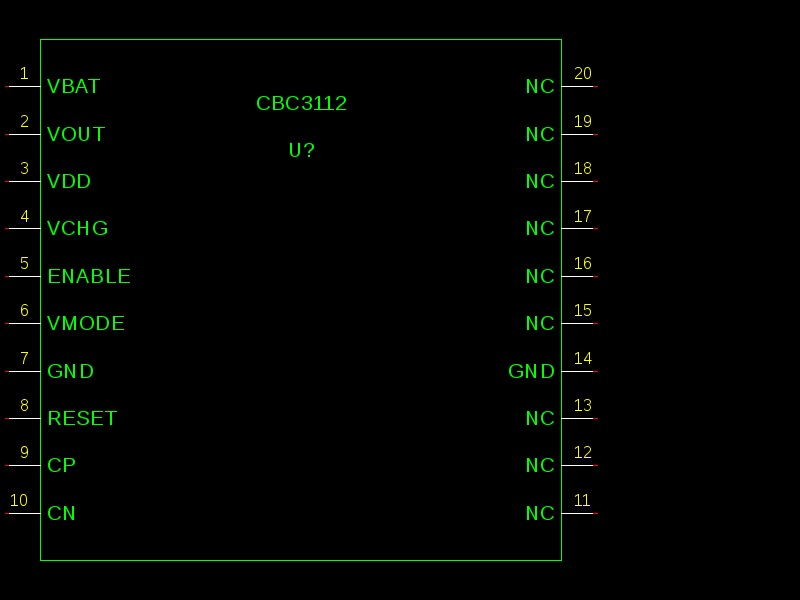 CBC3112
U?
1 VBAT
2 VOUT
3 VDD
4 VCHG
5 ENABLE
6 VMODE
7 GND
8 RESET
9 CP
10 CN
20 NC
19 NC
18 NC
17 NC
16 NC
15 NC
14 GND
13 NC
12 NC
11 NC